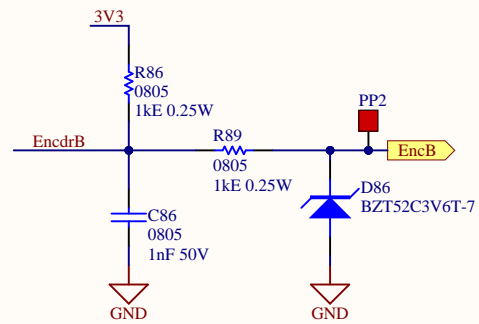 3V3
R86
0805
1kE 0.25W
PP2
EncdrB
R89
0805
1kE 0.25W
EncB
D86
BZT52C3V6T-7
C86
0805
1nF 50V
GND
GND